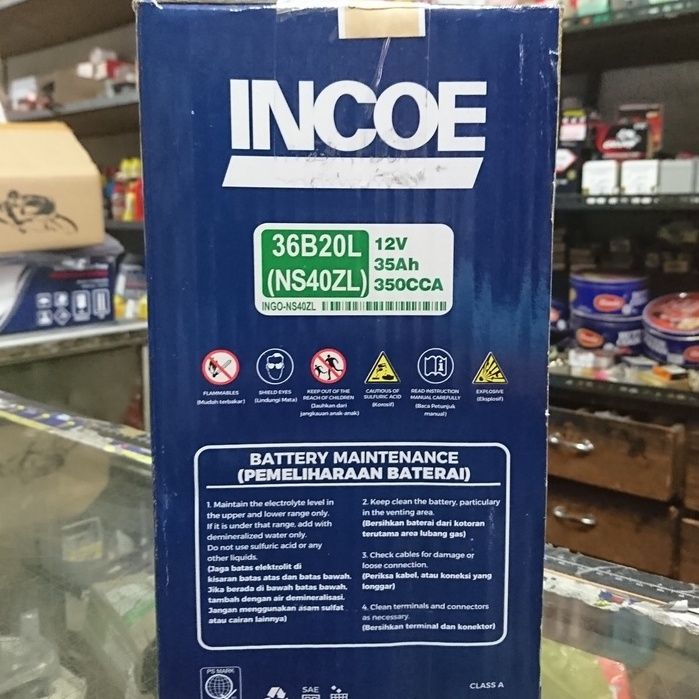 INCOE
36B20L
(NS40ZL)
12V
35Ah
350CCA
INGO-NS40ZL
FLAMMABLES
(Mudah terbakar)
SHIELD EYES
(Lindungi Mata)
KEEP OUT OF THE
REACH OF CHILDREN
(Jauhkan dari
jangkauan anak-anak)
CAUTIOUS OF
SULFURIC ACID
(Korosif)
READ INSTRUCTION
MANUAL CAREFULLY
(Baca Petunjuk
manual)
EXPLOSIVE
(Eksplosif)
BATTERY MAINTENANCE
(PEMELIHARAAN BATERAI)
1. Maintain the electrolyte level in
the upper and lower range only.
If it is under that range, add with
demineralized water only.
Do not use sulfuric acid or any
other liquids.
(Jaga batas elektrolit di
kisaran batas atas dan batas bawah.
Jika berada di bawah batas bawah,
tambah dengan air demineralisasi.
Jangan menggunakan asam sulfat
atau cairan lainnya)
2. Keep clean the battery, particulary
in the venting area.
(Bersihkan baterai dari kotoran
terutama area lubang gas)
3. Check cables for damage or
loose connection.
(Periksa kabel, atau koneksi yang
longgar)
4. Clean terminals and connectors
as necessary.
(Bersihkan terminal dan konektor)
PS MARK
SAE
CLASS A